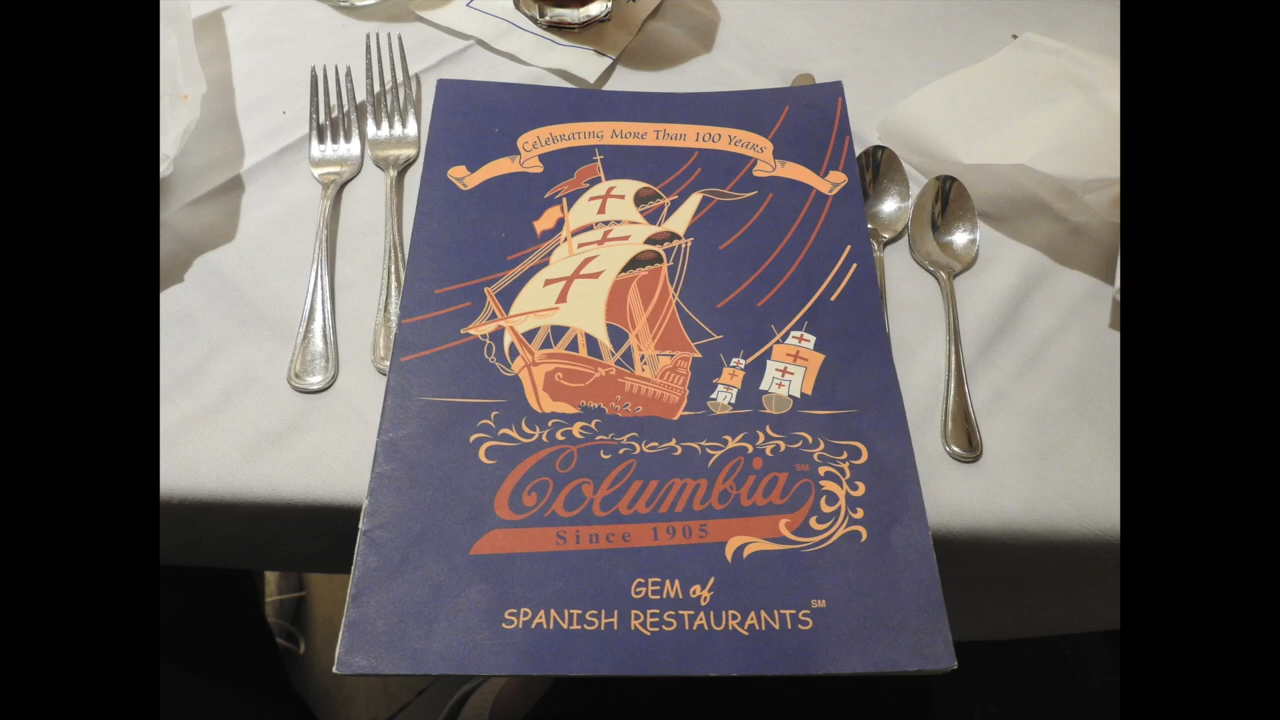 Celebrating More Than 100 Years
Columbia SM
Since 1905
GEM of
SPANISH RESTAURANTS SM